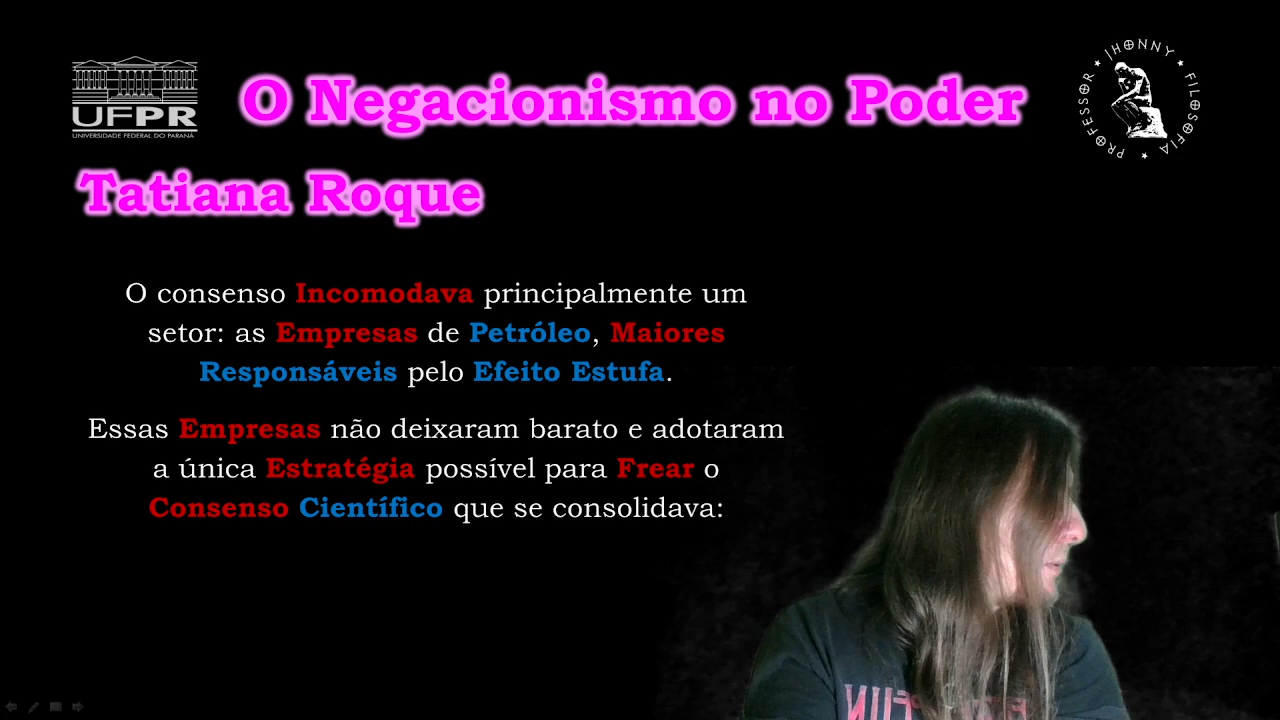 UFPR
UNIVERSIDADE FEDERAL DO PARANÁ
O Negacionismo no Poder
PROFESSOR ★ JHONNY ★ FILOSOFIA ★
Tatiana Roque
O consenso Incomodava principalmente um
setor: as Empresas de Petróleo, Maiores
Responsáveis pelo Efeito Estufa.
Essas Empresas não deixaram barato e adotaram
a única Estratégia possível para Frear o
Consenso Científico que se consolidava: